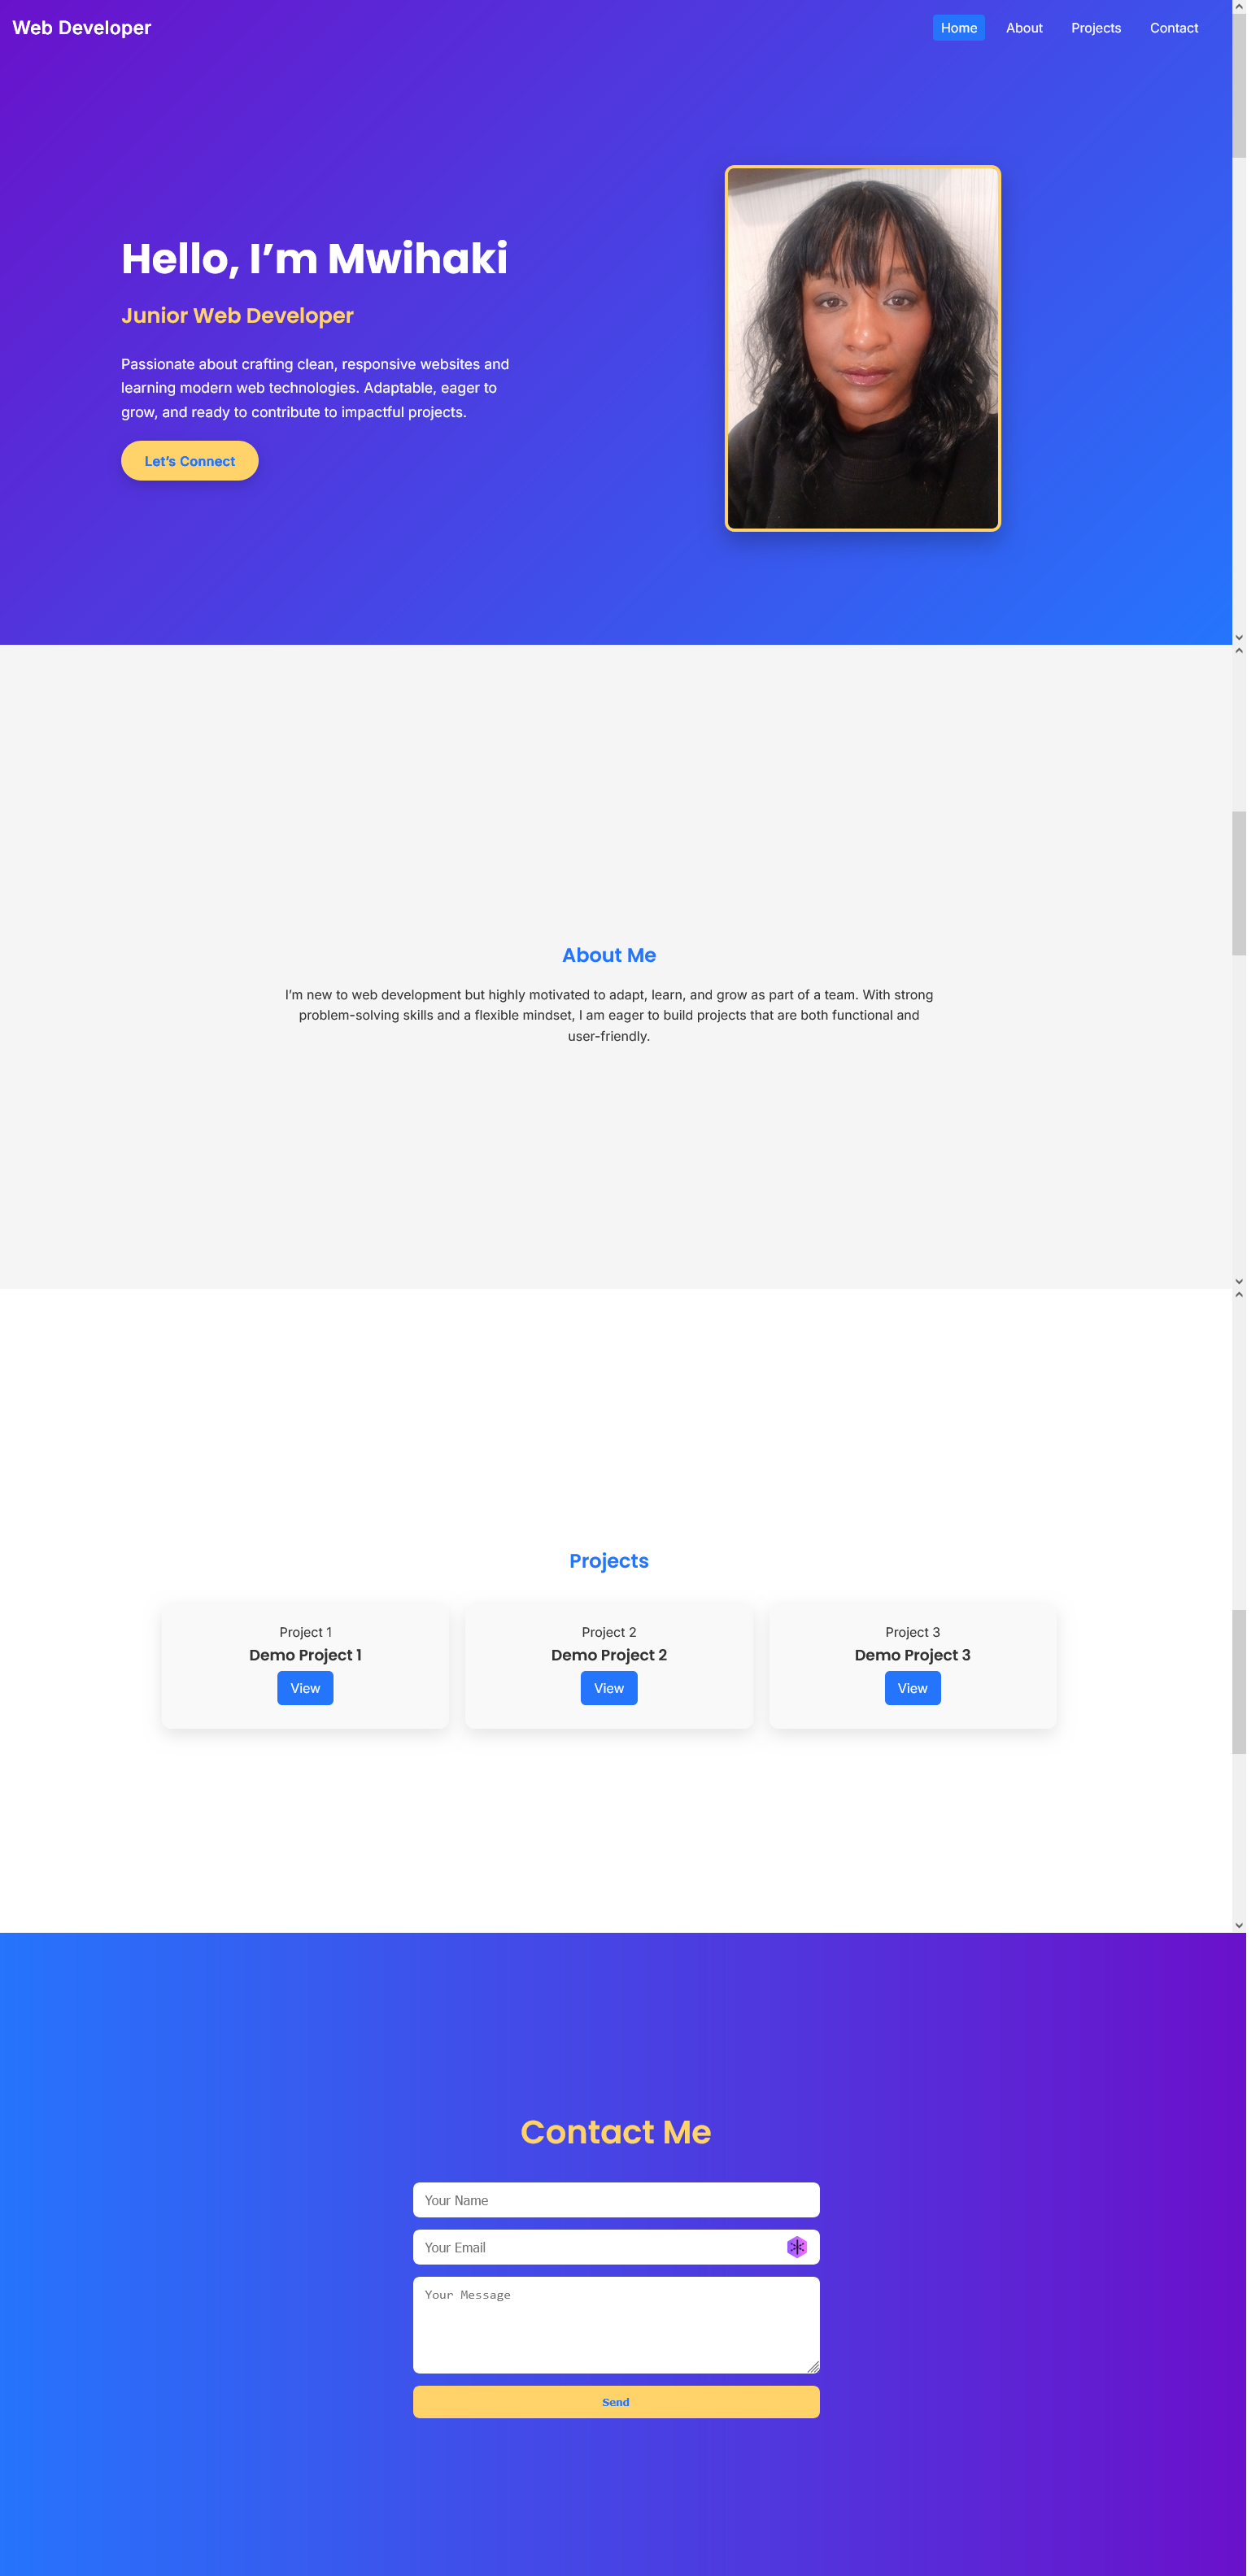 Web Developer
Home About Projects Contact
Hello, I’m Mwihaki
Junior Web Developer
Passionate about crafting clean, responsive websites and
learning modern web technologies. Adaptable, eager to
grow, and ready to contribute to impactful projects.
Let’s Connect
About Me
I’m new to web development but highly motivated to adapt, learn, and grow as part of a team. With strong
problem-solving skills and a flexible mindset, I am eager to build projects that are both functional and
user-friendly.
Projects
Project 1
Demo Project 1
View
Project 2
Demo Project 2
View
Project 3
Demo Project 3
View
Contact Me
Your Name
Your Email
Your Message
Send